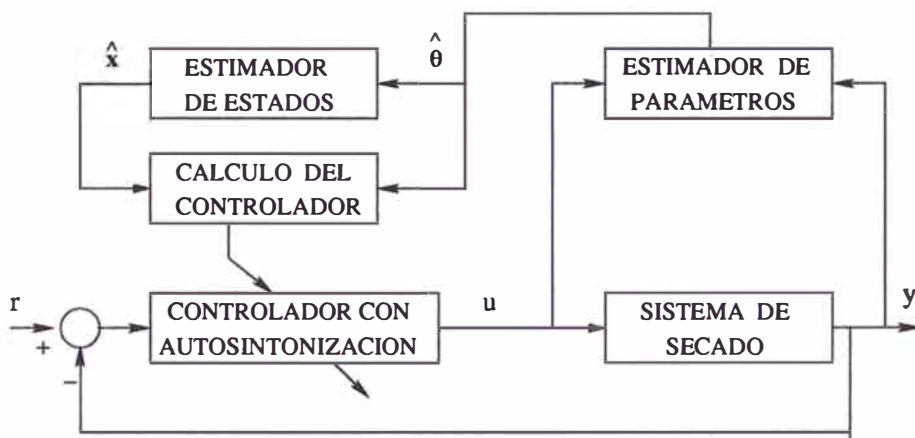 x̂
ESTIMADOR
DE ESTADOS
θ̂
ESTIMADOR DE
PARAMETROS
CALCULO DEL
CONTROLADOR
r
+
−
CONTROLADOR CON
AUTOSINTONIZACION
u
SISTEMA DE
SECADO
y